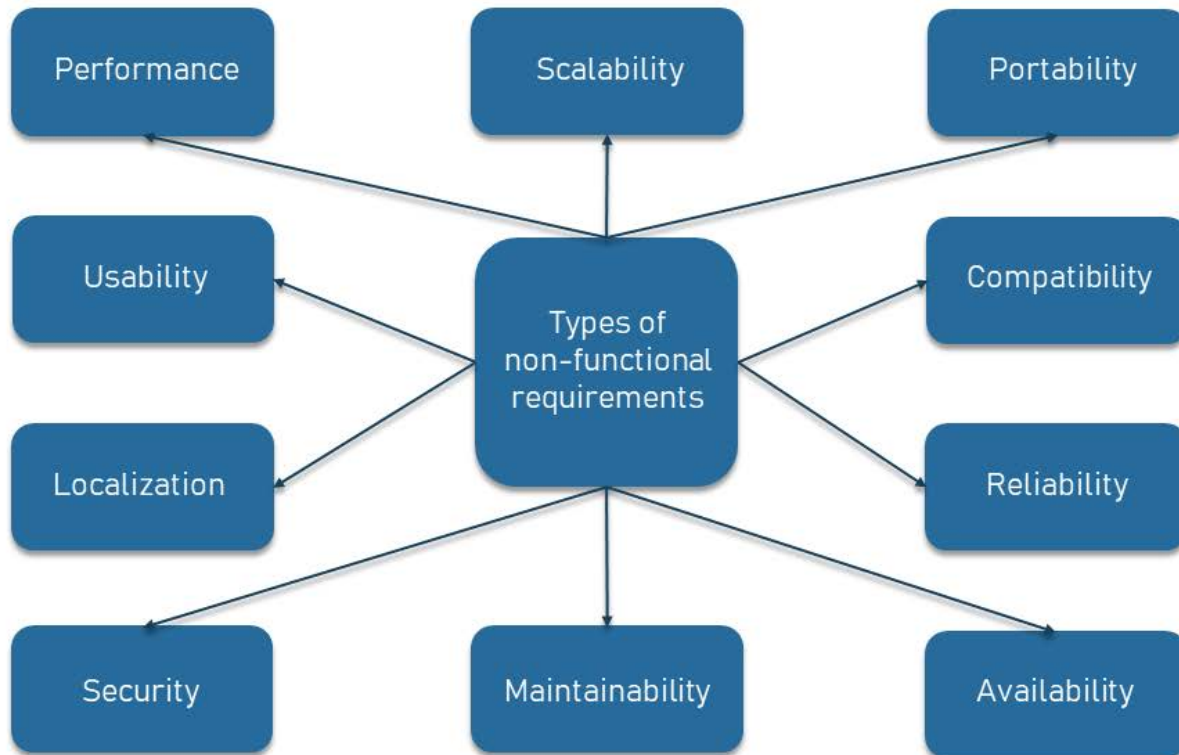 Performance
Scalability
Portability
Usability
Compatibility
Types of
non-functional
requirements
Localization
Reliability
Security
Maintainability
Availability